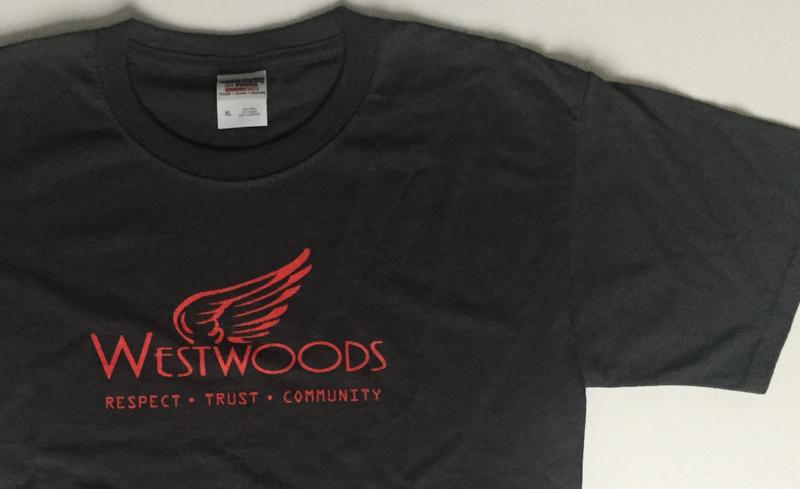 XL
WESTWOODS
RESPECT • TRUST • COMMUNITY